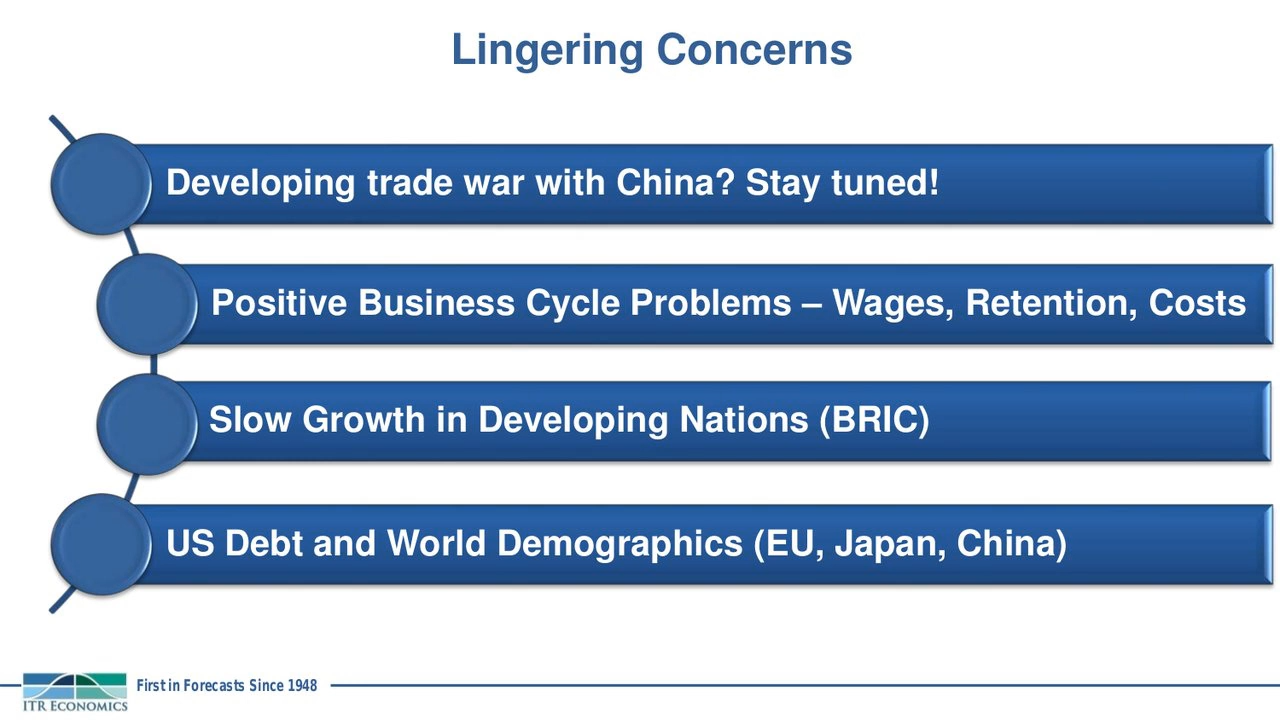 Lingering Concerns
Developing trade war with China? Stay tuned!
Positive Business Cycle Problems – Wages, Retention, Costs
Slow Growth in Developing Nations (BRIC)
US Debt and World Demographics (EU, Japan, China)
First in Forecasts Since 1948
ITR ECONOMICS